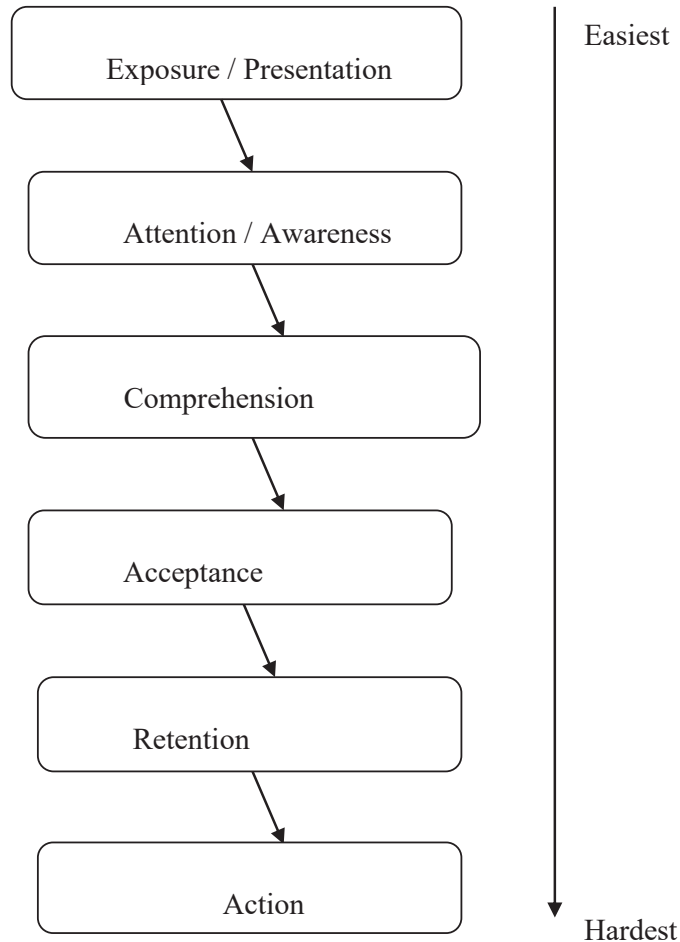 Easiest
Exposure / Presentation
Attention / Awareness
Comprehension
Acceptance
Retention
Action
Hardest